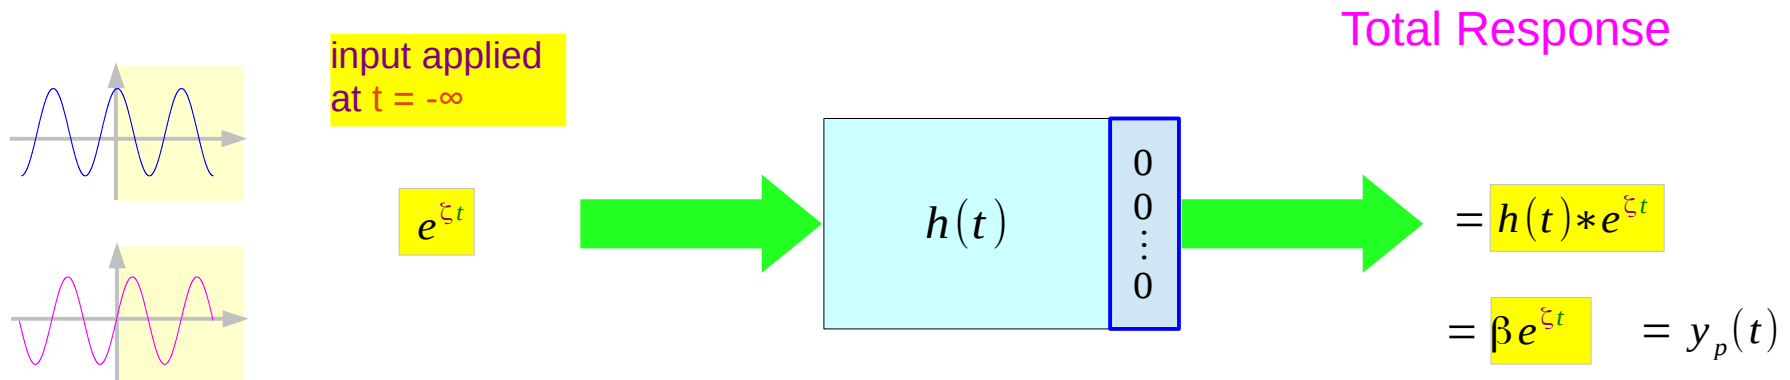 Total Response
input applied
at t = -∞
e^{ζt}
h(t)
0
0
⋮
0
= h(t)*e^{ζt}
= βe^{ζt} = y_p(t)